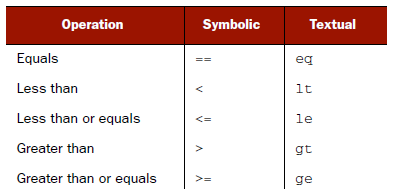 Operation Symbolic Textual
Equals == eq
Less than < lt
Less than or equals <= le
Greater than > gt
Greater than or equals >= ge